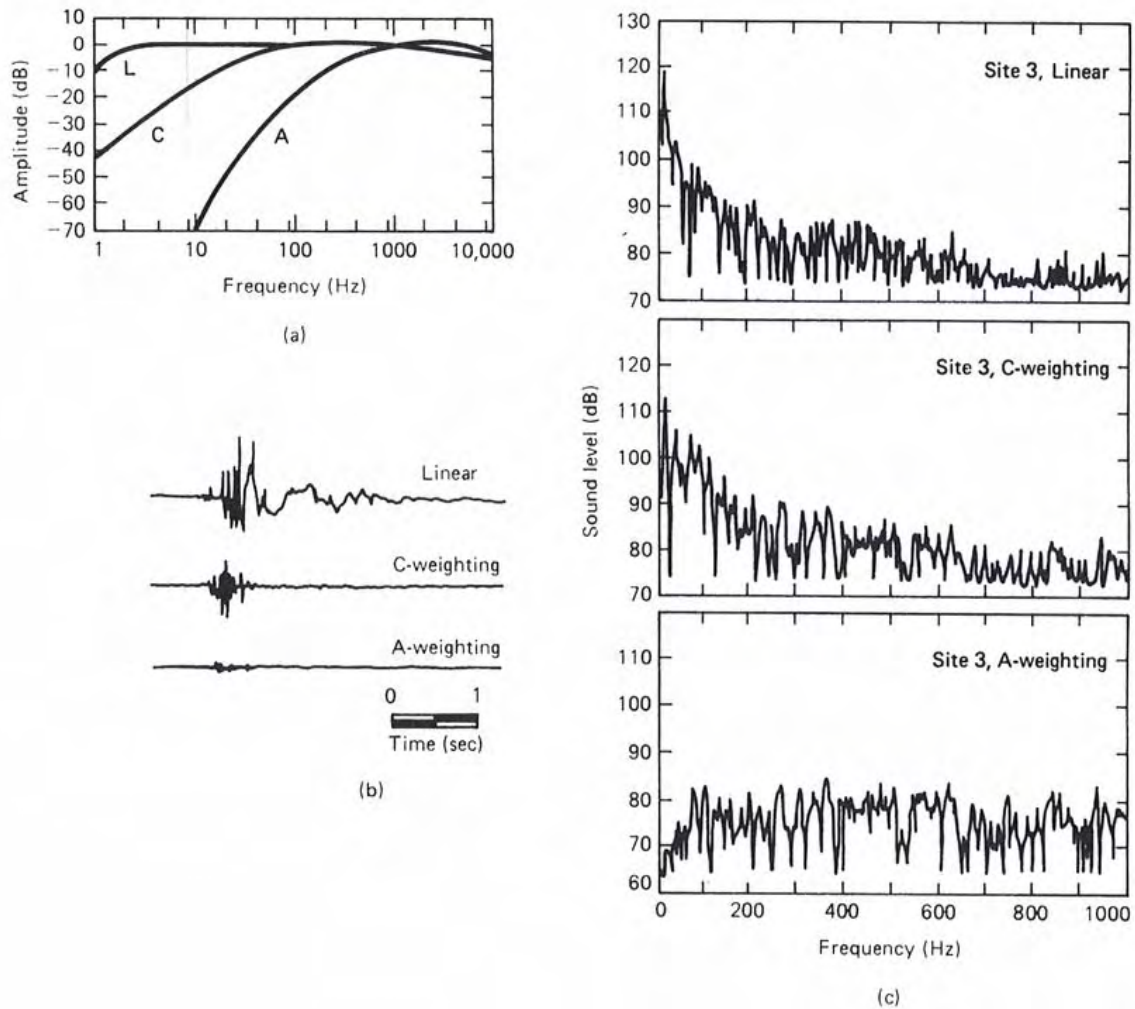 10
0
−10
−20
−30
−40
−50
−60
−70
Amplitude (dB)
L
C
A
1 10 100 1000 10,000
Frequency (Hz)
(a)
Linear
C-weighting
A-weighting
0 1
Time (sec)
(b)
130
120
110
100
90
80
70
Site 3, Linear
120
110
100
90
80
70
Site 3, C-weighting
Sound level (dB)
110
100
90
80
70
60
Site 3, A-weighting
0 200 400 600 800 1000
Frequency (Hz)
(c)